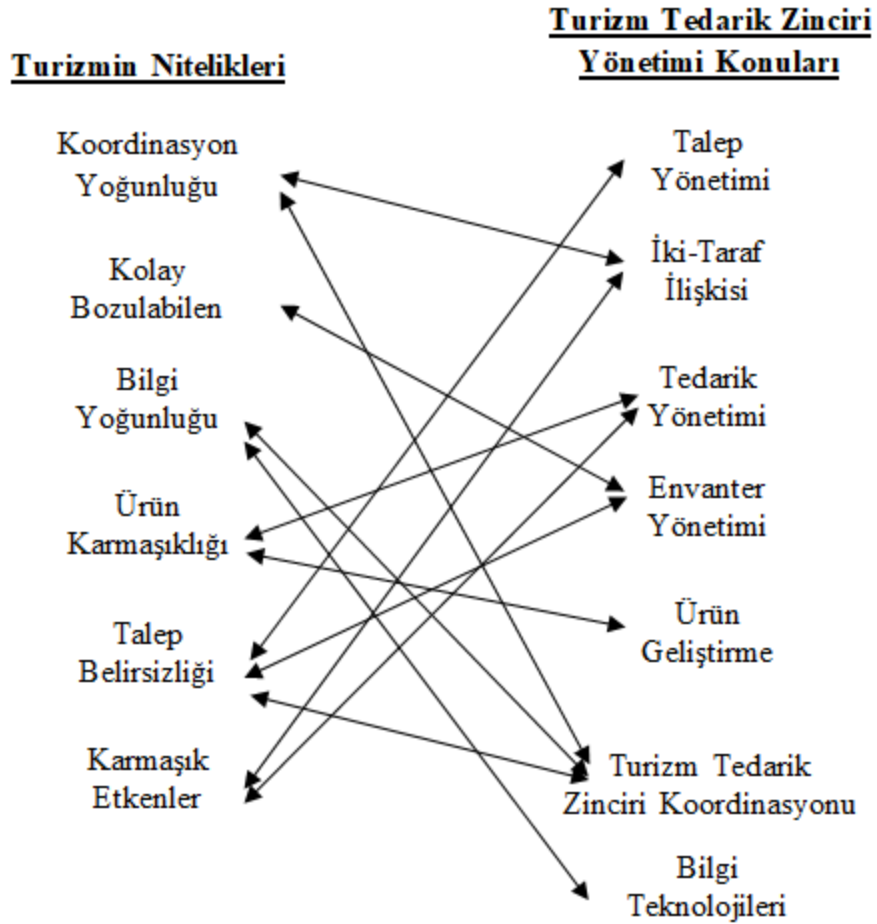 Turizmin Nitelikleri
Koordinasyon
Yoğunluğu
Kolay
Bozulabilen
Bilgi
Yoğunluğu
Ürün
Karmaşıklığı
Talep
Belirsizliği
Karmaşık
Etkenler
Turizm Tedarik Zinciri
Yönetimi Konuları
Talep
Yönetimi
İki-Taraf
İlişkisi
Tedarik
Yönetimi
Envanter
Yönetimi
Ürün
Geliştirme
Turizm Tedarik
Zinciri Koordinasyonu
Bilgi
Teknolojileri